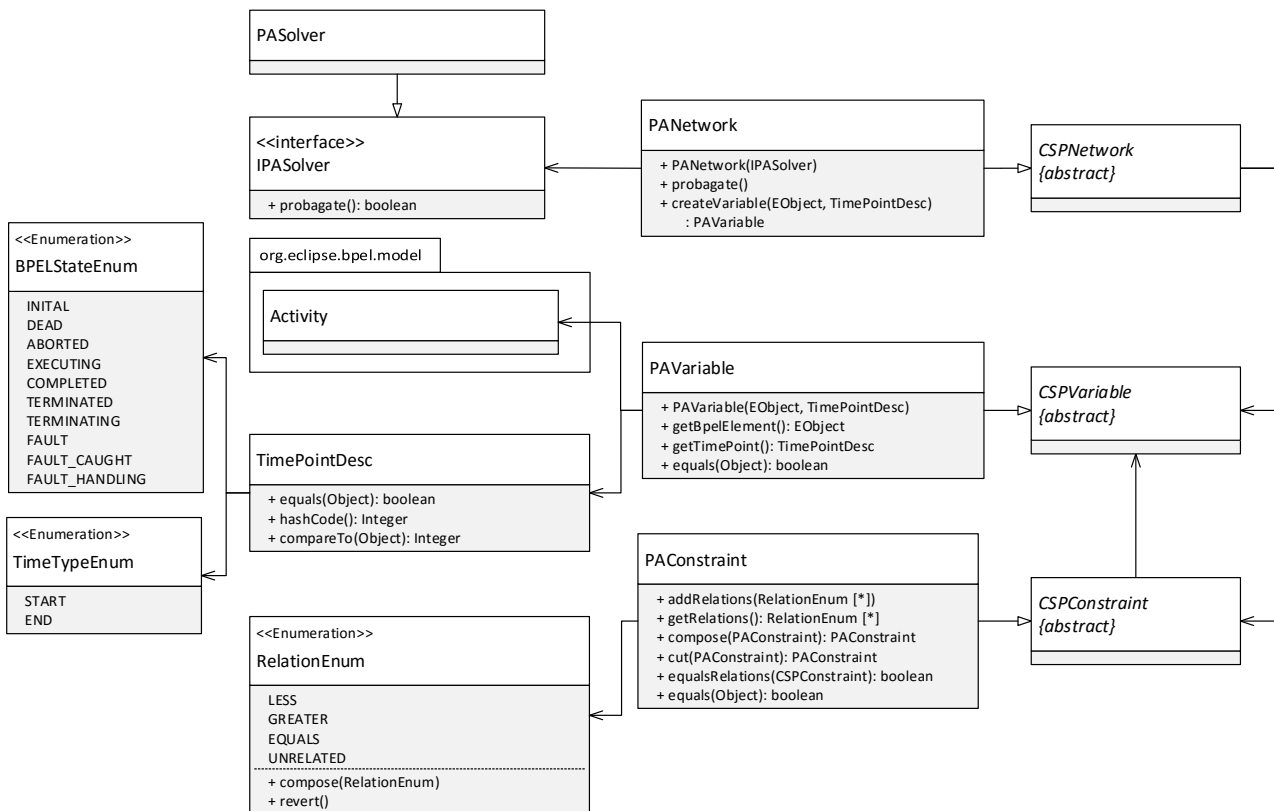 PASolver
<<interface>>
IPASolver
+ probagate(): boolean
PANetwork
+ PANetwork(IPASolver)
+ probagate()
+ createVariable(EObject, TimePointDesc)
: PAVariable
CSPNetwork
{abstract}
<<Enumeration>>
BPELStateEnum
INITAL
DEAD
ABORTED
EXECUTING
COMPLETED
TERMINATED
TERMINATING
FAULT
FAULT_CAUGHT
FAULT_HANDLING
org.eclipse.bpel.model
Activity
PAVariable
+ PAVariable(EObject, TimePointDesc)
+ getBpelElement(): EObject
+ getTimePoint(): TimePointDesc
+ equals(Object): boolean
CSPVariable
{abstract}
TimePointDesc
+ equals(Object): boolean
+ hashCode(): Integer
+ compareTo(Object): Integer
<<Enumeration>>
TimeTypeEnum
START
END
PAConstraint
+ addRelations(RelationEnum [*])
+ getRelations(): RelationEnum [*]
+ compose(PAConstraint): PAConstraint
+ cut(PAConstraint): PAConstraint
+ equalsRelations(CSPConstraint): boolean
+ equals(Object): boolean
CSPConstraint
{abstract}
<<Enumeration>>
RelationEnum
LESS
GREATER
EQUALS
UNRELATED
+ compose(RelationEnum)
+ revert()